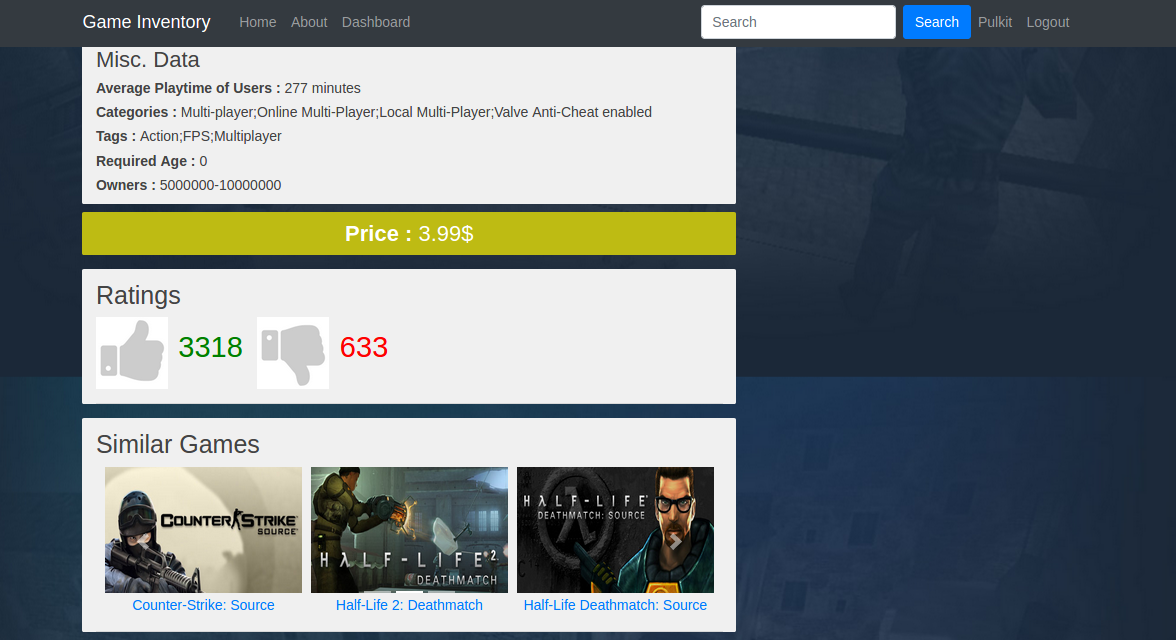 Game Inventory Home About Dashboard Search Search Pulkit Logout
Misc. Data
Average Playtime of Users : 277 minutes
Categories : Multi-player;Online Multi-Player;Local Multi-Player;Valve Anti-Cheat enabled
Tags : Action;FPS;Multiplayer
Required Age : 0
Owners : 5000000-10000000
Price : 3.99$
Ratings
3318 633
Similar Games
COUNTER STRIKE
SOURCE
HλLF-LIFE 2
DEATHMATCH
HλLF-LIFE
DEATHMATCH: SOURCE
Counter-Strike: Source Half-Life 2: Deathmatch Half-Life Deathmatch: Source